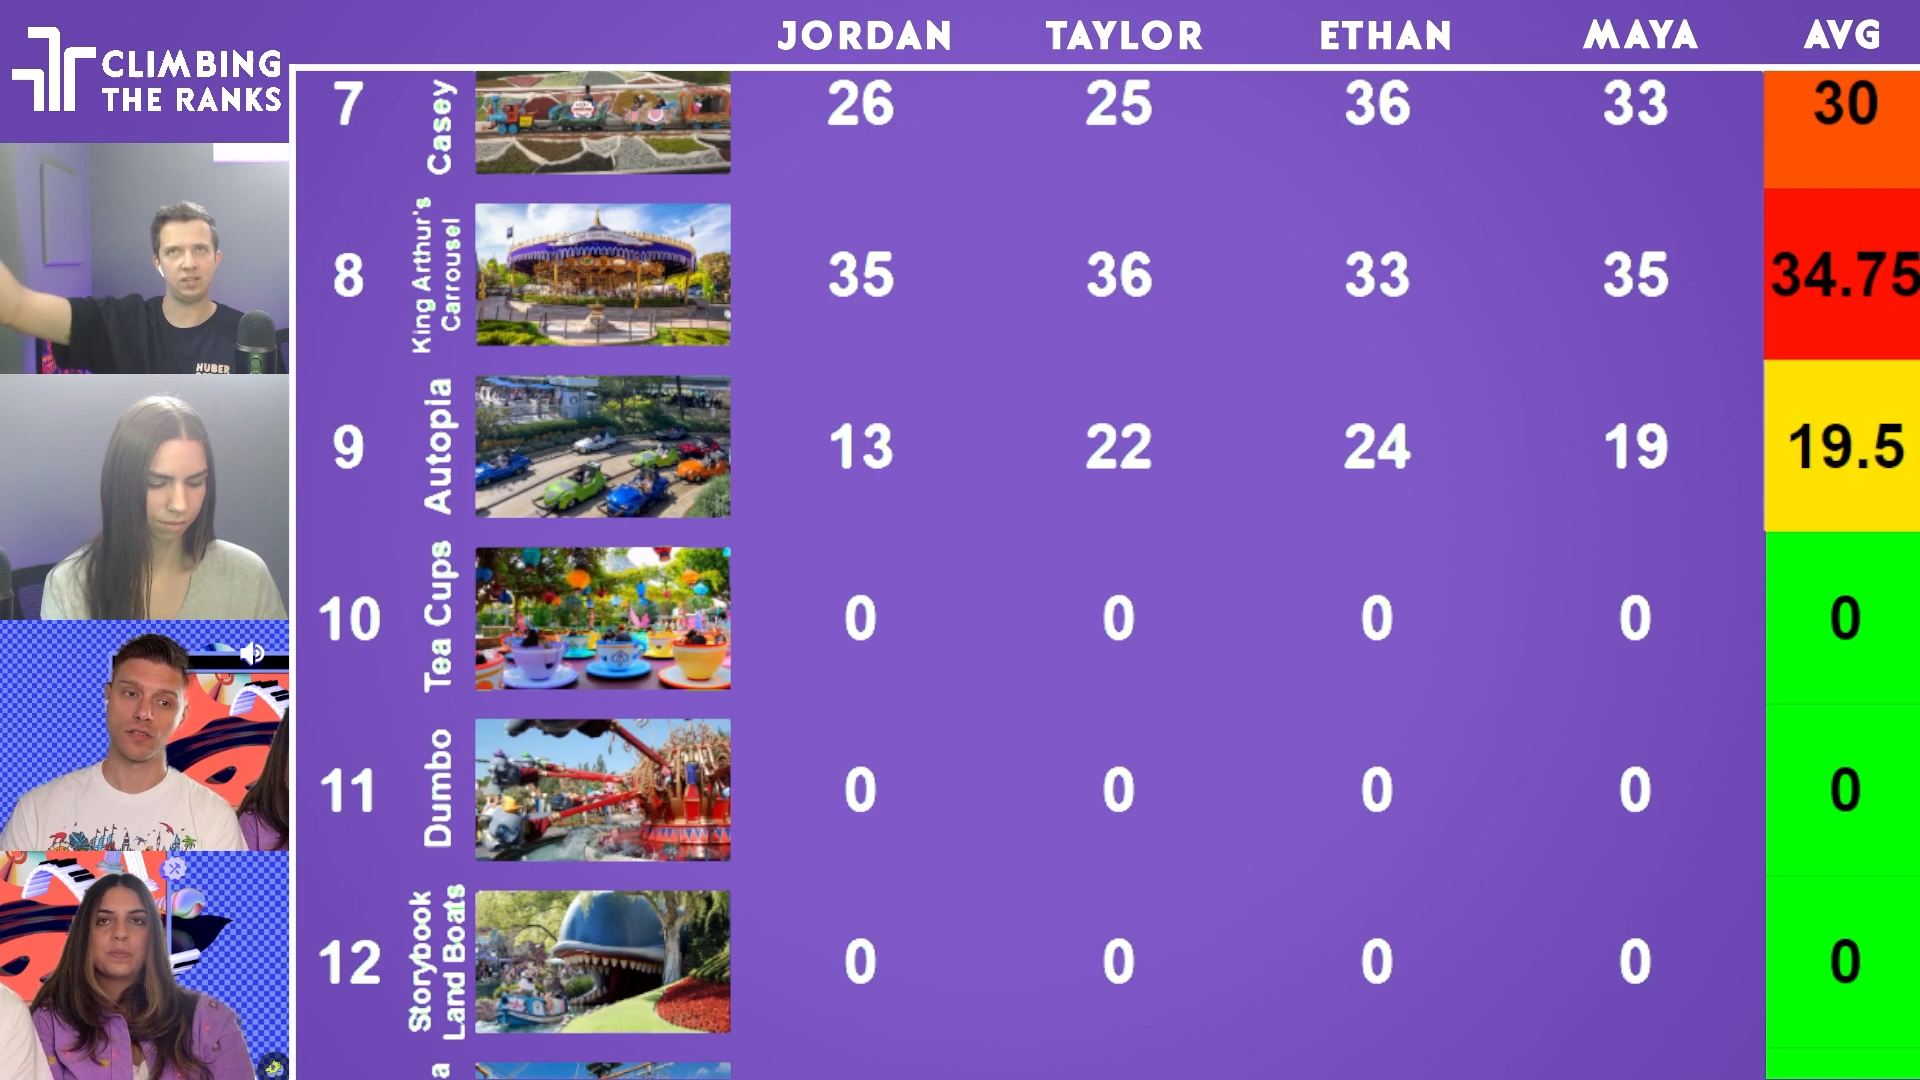 CLIMBING
THE RANKS
JORDAN TAYLOR ETHAN MAYA AVG
7 Casey 26 25 36 33 30
8 King Arthur's
Carrousel 35 36 33 35 34.75
9 Autopia 13 22 24 19 19.5
10 Tea Cups 0 0 0 0 0
11 Dumbo 0 0 0 0 0
12 Storybook
Land Boats 0 0 0 0 0
a
HUBER